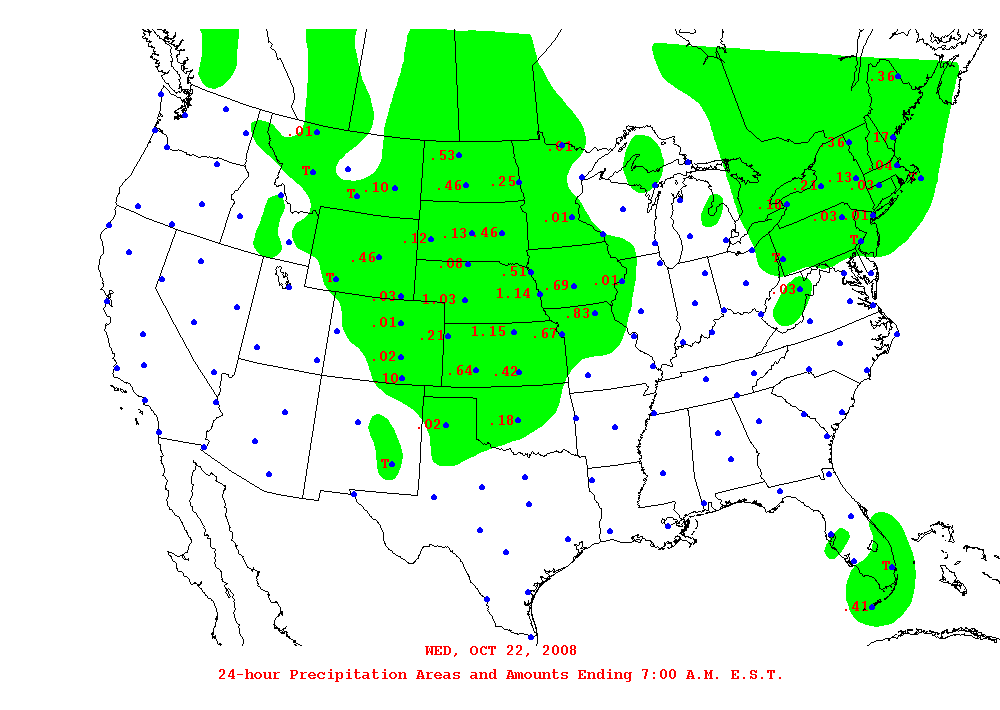 .36
.01 .17
.36
.53 .01 .04
T T .10 .46 .25 .21 .13 .03 T
.01 .10 .03 .01
.12 .13 .46 T
.46 .08 T
T .51 .69 .01 .03
.03 1.03 1.14
.01 .83
.21 1.15 .67
.02
.10 .64 .42
.02 .18
T
T
.41
WED, OCT 22, 2008
24-hour Precipitation Areas and Amounts Ending 7:00 A.M. E.S.T.